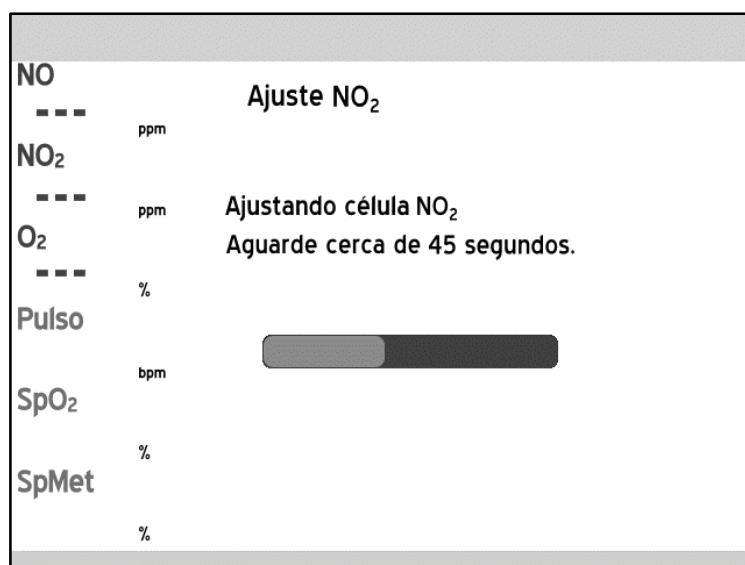 NO
---
ppm
NO₂
---
ppm
O₂
---
%
Pulso
bpm
SpO₂
%
SpMet
%
Ajuste NO₂
Ajustando célula NO₂
Aguarde cerca de 45 segundos.